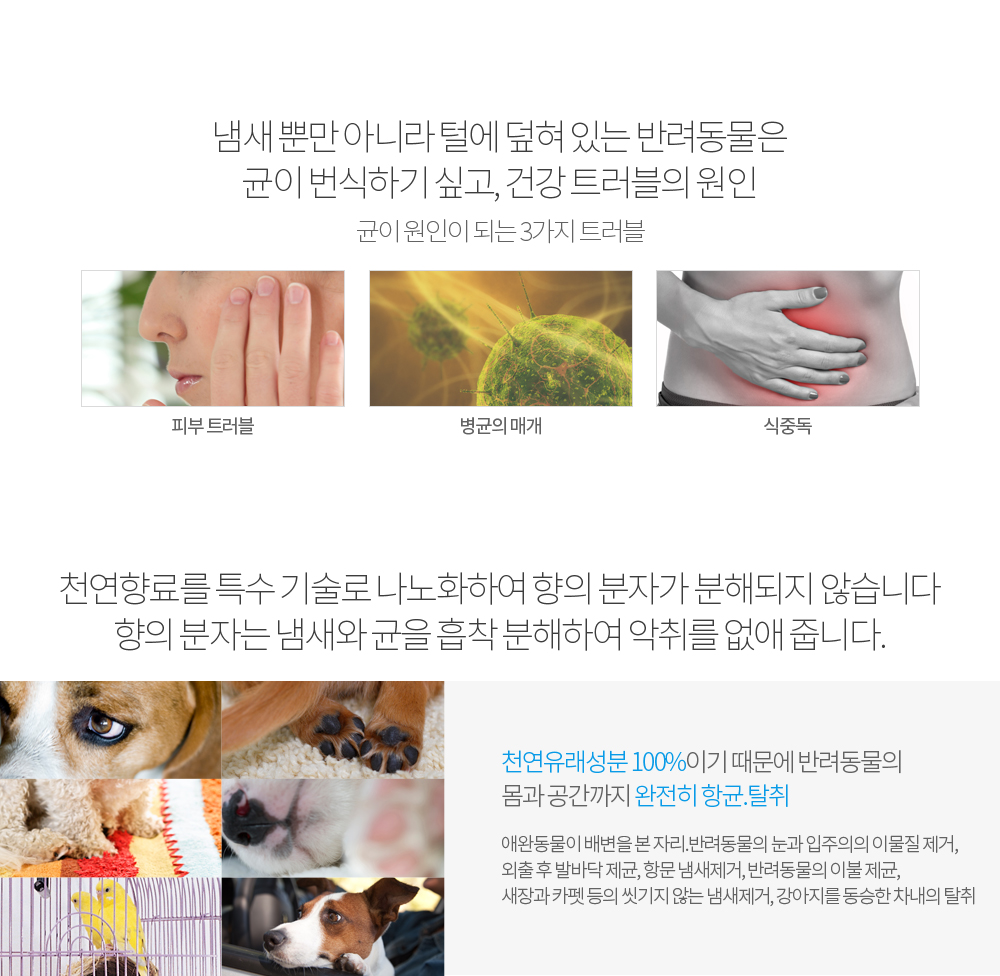 냄새 뿐만 아니라 털에 덮혀 있는 반려동물은
균이 번식하기 싶고, 건강 트러블의 원인
균이 원인이 되는 3가지 트러블
피부 트러블
병균의 매개
식중독
천연향료를 특수 기술로 나노화하여 향의 분자가 분해되지 않습니다
향의 분자는 냄새와 균을 흡착 분해하여 악취를 없애 줍니다.
천연유래성분 100%이기 때문에 반려동물의
몸과 공간까지 완전히 항균.탈취
애완동물이 배변을 본 자리.반려동물의 눈과 입주의의 이물질 제거,
외출 후 발바닥 제균, 항문 냄새제거, 반려동물의 이불 제균,
새장과 카펫 등의 씻기지 않는 냄새제거, 강아지를 동승한 차내의 탈취